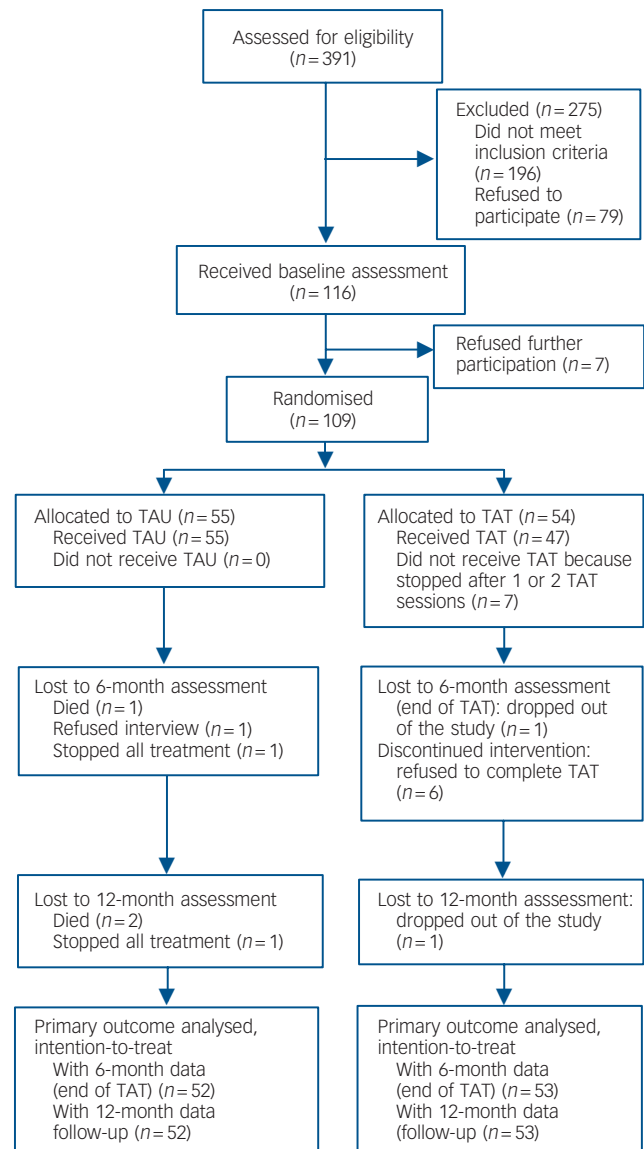 Assessed for eligibility
(n=391)
Excluded (n=275)
Did not meet
inclusion criteria
(n=196)
Refused to
participate (n=79)
Received baseline assessment
(n=116)
Refused further
participation (n=7)
Randomised
(n=109)
Allocated to TAU (n=55)
Received TAU (n=55)
Did not receive TAU (n=0)
Allocated to TAT (n=54)
Received TAT (n=47)
Did not receive TAT because
stopped after 1 or 2 TAT
sessions (n=7)
Lost to 6-month assessment
Died (n=1)
Refused interview (n=1)
Stopped all treatment (n=1)
Lost to 6-month assessment
(end of TAT): dropped out
of the study (n=1)
Discontinued intervention:
refused to complete TAT
(n=6)
Lost to 12-month assessment
Died (n=2)
Stopped all treatment (n=1)
Lost to 12-month asssessment:
dropped out of the study
(n=1)
Primary outcome analysed,
intention-to-treat
With 6-month data
(end of TAT) (n=52)
With 12-month data
follow-up (n=52)
Primary outcome analysed,
intention-to-treat
With 6-month data
(end of TAT) (n=53)
With 12-month data
(follow-up (n=53)